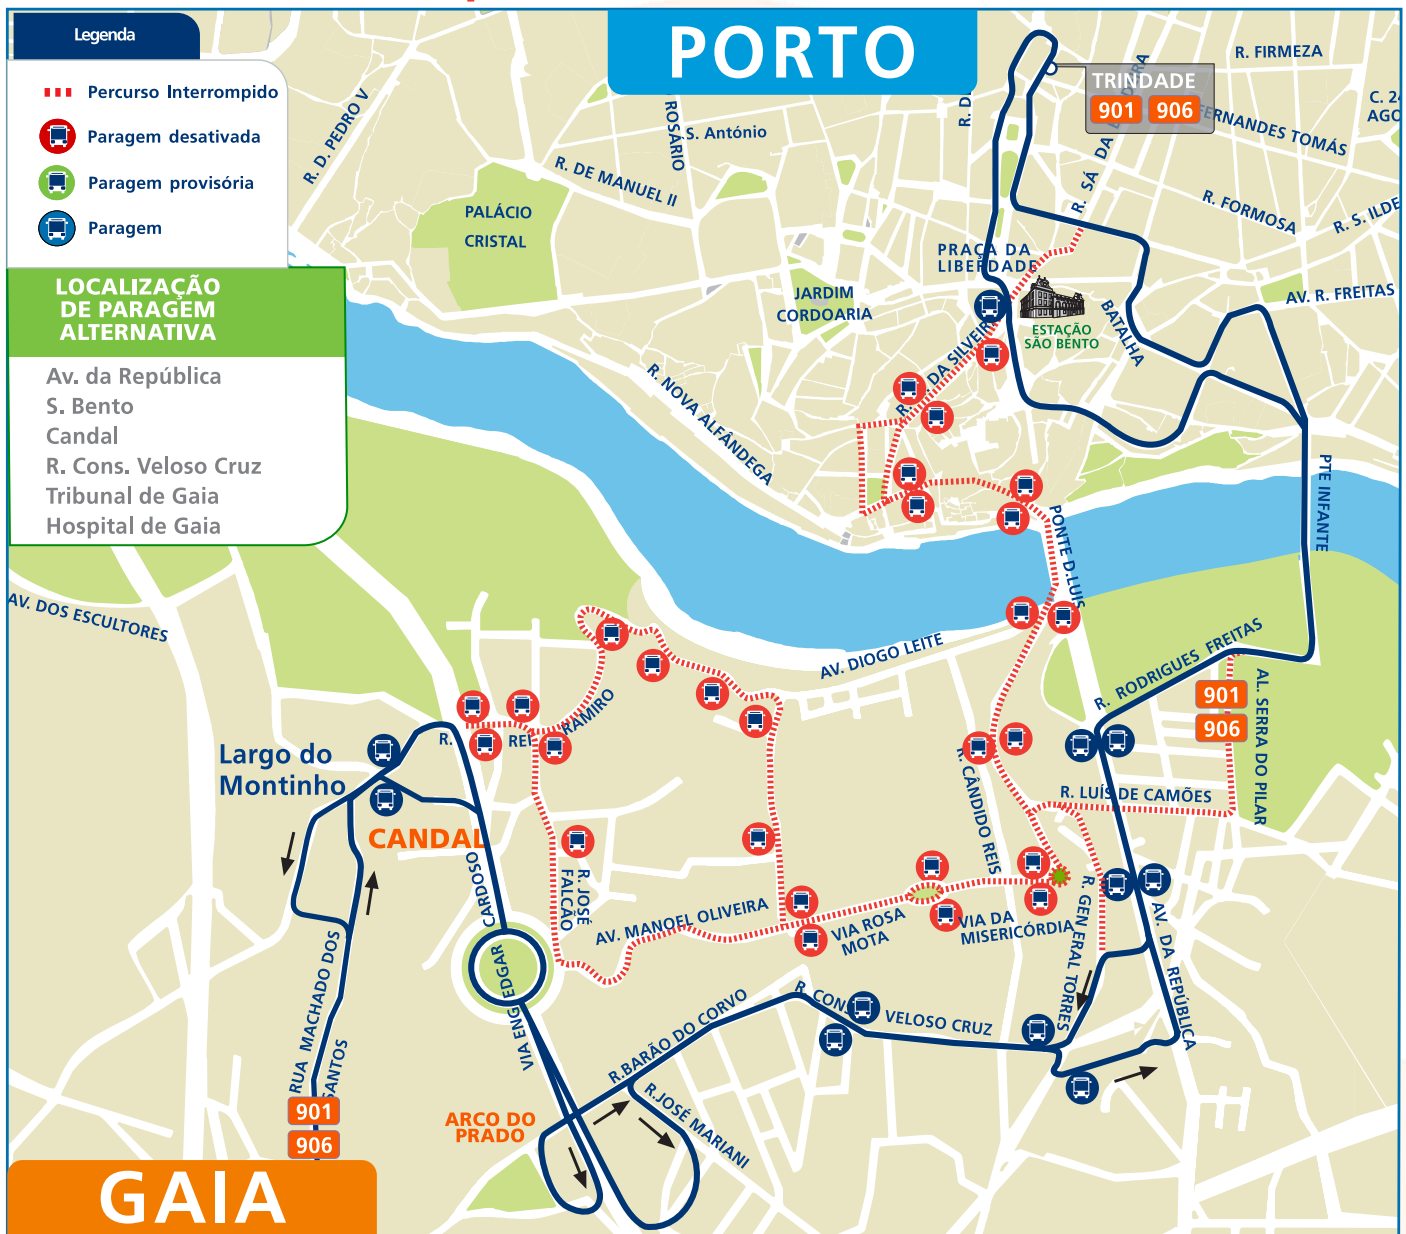 Legenda
Percurso Interrompido
Paragem desativada
Paragem provisória
Paragem
LOCALIZAÇÃO
DE PARAGEM
ALTERNATIVA
Av. da República
S. Bento
Candal
R. Cons. Veloso Cruz
Tribunal de Gaia
Hospital de Gaia
PORTO
TRINDADE
901 906
R. FIRMEZA
FERNANDES TOMÁS
R. SÁ DA
R. FORMOSA
AV. R. FREITAS
R. D. PEDRO V
ROSÁRIO
S. António
R. DE MANUEL II
PALÁCIO
CRISTAL
JARDIM
CORDOARIA
PRAÇA DA
LIBERDADE
ESTAÇÃO
SÃO BENTO
BATALHA
DA SILVEIRA
R. NOVA ALFÂNDEGA
PTE INFANTE
PONTE D.LUIS
AV. DOS ESCULTORES
AV. DIOGO LEITE
R. RODRIGUES FREITAS
901
906
AL. SERRA DO PILAR
R. LUÍS DE CAMÕES
R. CÂNDIDO REIS
R. REI RAMIRO
Largo do
Montinho
CANDAL
R. JOSÉ
FALCÃO
AV. MANOEL OLIVEIRA
VIA ROSA
MOTA
VIA DA
MISERICÓRDIA
R. GENERAL TORRES
AV. DA REPÚBLICA
VIA ENG EDGAR CARDOSO
RUA MACHADO DOS
SANTOS
901
906
R. CONS VELOSO CRUZ
R.BARÃO DO CORVO
R.JOSÉ MARIANI
ARCO DO
PRADO
GAIA